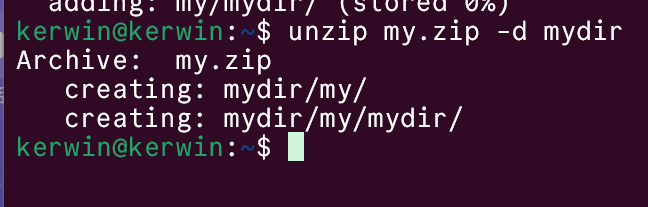 adding: my/mydir/ (stored 0%)
kerwin@kerwin:~$ unzip my.zip -d mydir
Archive:  my.zip
   creating: mydir/my/
   creating: mydir/my/mydir/
kerwin@kerwin:~$